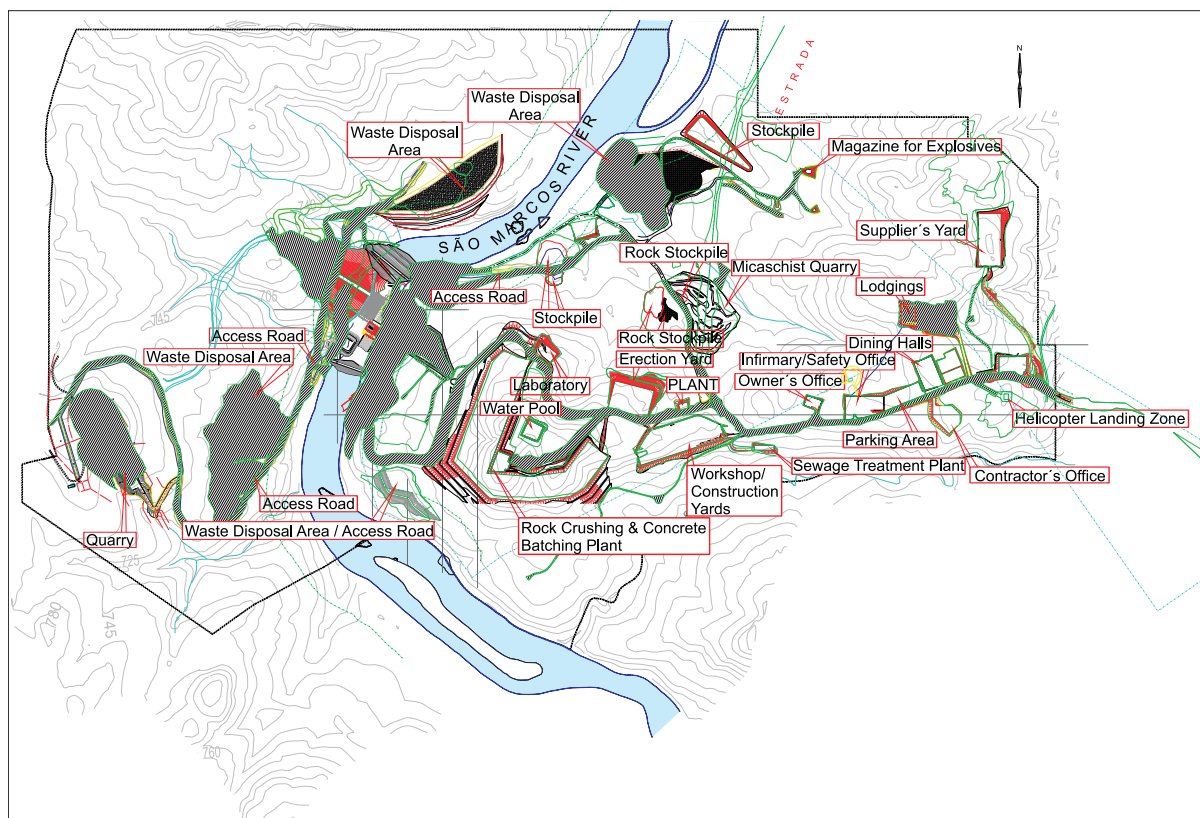 N
ESTRADA
Waste Disposal
Area
Waste Disposal
Area
Stockpile
Magazine for Explosives
SÃO MARCOS RIVER
Supplier´s Yard
Rock Stockpile
Micaschist Quarry
Lodgings
Access Road
Stockpile
745
Access Road
Rock Stockpile
Dining Halls
Waste Disposal Area
Erection Yard
Infirmary/Safety Office
Laboratory
PLANT
Owner´s Office
Water Pool
Helicopter Landing Zone
Parking Area
Sewage Treatment Plant
Contractor´s Office
Workshop/
Construction
Yards
Access Road
Waste Disposal Area / Access Road
Rock Crushing & Concrete
Batching Plant
Quarry
725
780
745
760